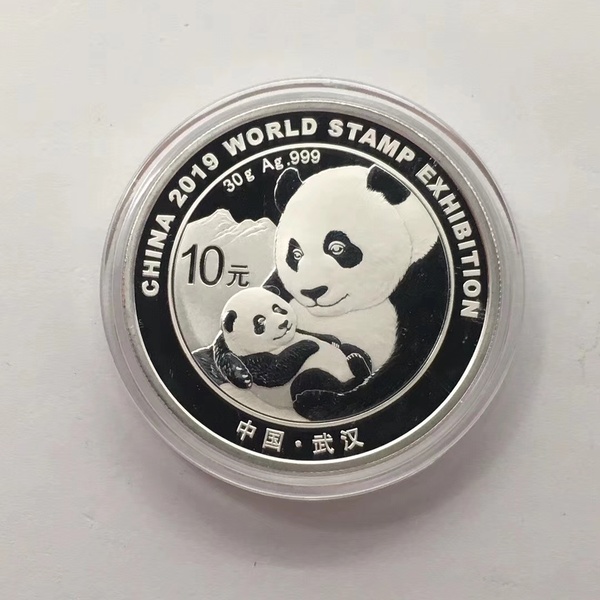 CHINA 2019 WORLD STAMP EXHIBITION
30g Ag.999
10元
中国·武汉